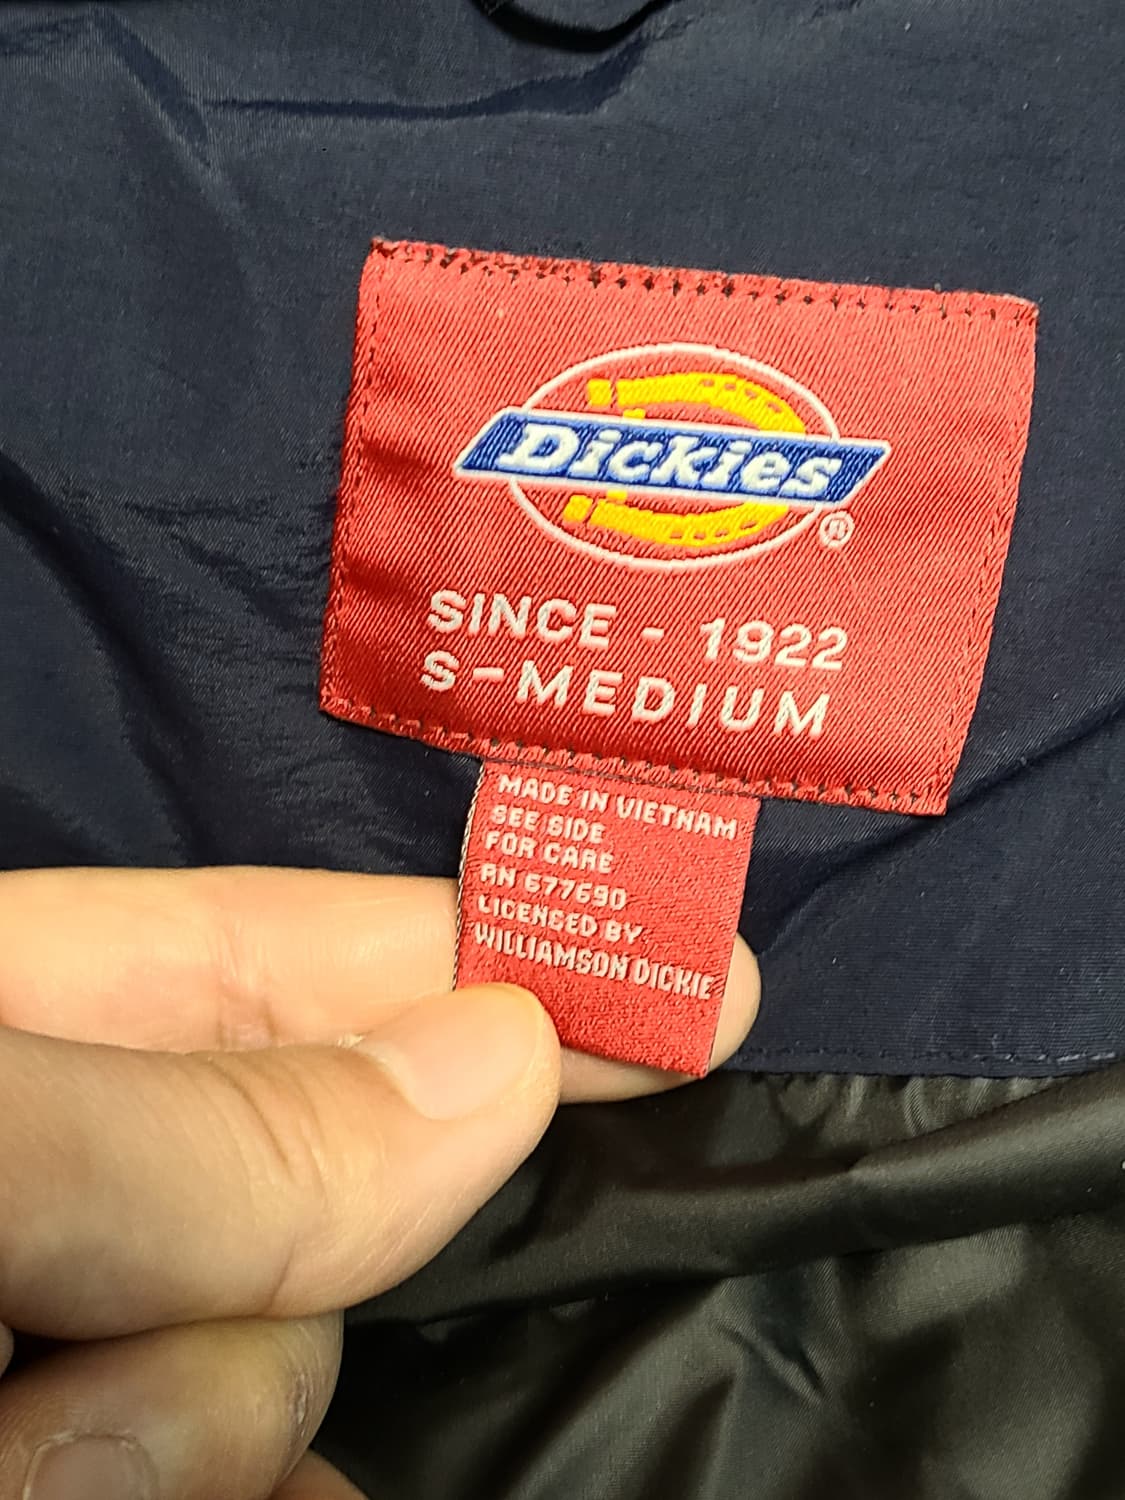 Dickies®
SINCE - 1922
S-MEDIUM
MADE IN VIETNAM
SEE SIDE
FOR CARE
RN 677690
LICENSED BY
WILLIAMSON DICKIE